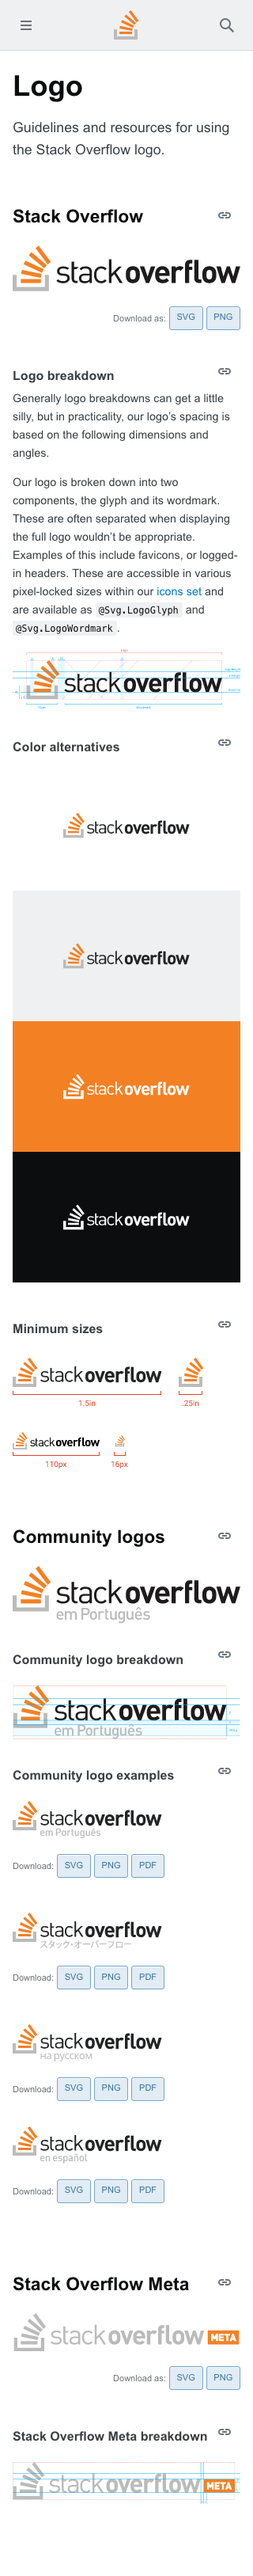 Logo
Guidelines and resources for using
the Stack Overflow logo.
Stack Overflow
stackoverflow
Download as: SVG PNG
Logo breakdown
Generally logo breakdowns can get a little
silly, but in practicality, our logo’s spacing is
based on the following dimensions and
angles.
Our logo is broken down into two
components, the glyph and its wordmark.
These are often separated when displaying
the full logo wouldn’t be appropriate.
Examples of this include favicons, or logged-
in headers. These are accessible in various
pixel-locked sizes within our icons set and
are available as @Svg.LogoGlyph and
@Svg.LogoWordmark.
stackoverflow
Color alternatives
stackoverflow
stackoverflow
stackoverflow
stackoverflow
Minimum sizes
stackoverflow
1.5in .25in
stackoverflow
110px 16px
Community logos
stackoverflow
em Português
Community logo breakdown
stackoverflow
em Português
Community logo examples
stackoverflow
em Português
Download: SVG PNG PDF
stackoverflow
スタック・オーバーフロー
Download: SVG PNG PDF
stackoverflow
на русском
Download: SVG PNG PDF
stackoverflow
en español
Download: SVG PNG PDF
Stack Overflow Meta
stackoverflow META
Download as: SVG PNG
Stack Overflow Meta breakdown
stackoverflow META